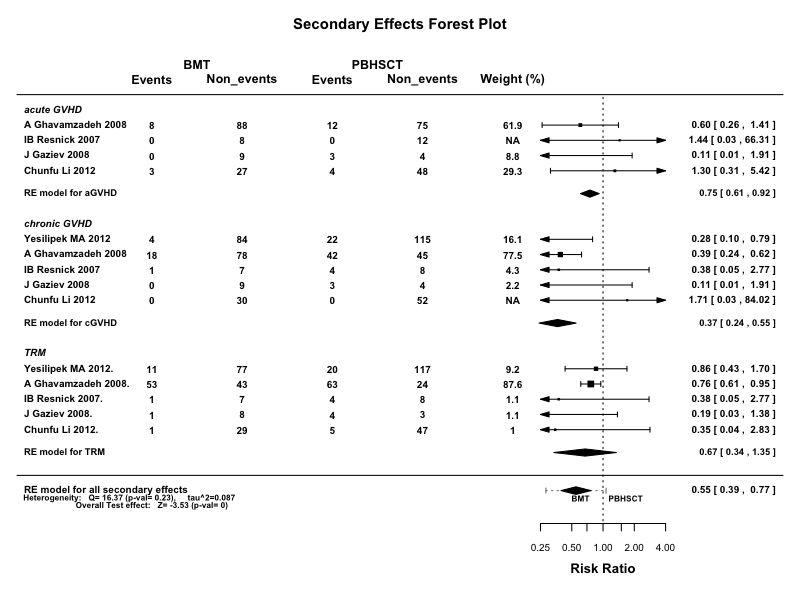 Secondary Effects Forest Plot
BMT PBHSCT
Events Non_events Events Non_events Weight (%)
acute GVHD
A Ghavamzadeh 2008 8 88 12 75 61.9 0.60 [ 0.26 , 1.41 ]
IB Resnick 2007 0 8 0 12 NA 1.44 [ 0.03 , 66.31 ]
J Gaziev 2008 0 9 3 4 8.8 0.11 [ 0.01 , 1.91 ]
Chunfu Li 2012 3 27 4 48 29.3 1.30 [ 0.31 , 5.42 ]
RE model for aGVHD 0.75 [ 0.61 , 0.92 ]
chronic GVHD
Yesilipek MA 2012 4 84 22 115 16.1 0.28 [ 0.10 , 0.79 ]
A Ghavamzadeh 2008 18 78 42 45 77.5 0.39 [ 0.24 , 0.62 ]
IB Resnick 2007 1 7 4 8 4.3 0.38 [ 0.05 , 2.77 ]
J Gaziev 2008 0 9 3 4 2.2 0.11 [ 0.01 , 1.91 ]
Chunfu Li 2012 0 30 0 52 NA 1.71 [ 0.03 , 84.02 ]
RE model for cGVHD 0.37 [ 0.24 , 0.55 ]
TRM
Yesilipek MA 2012. 11 77 20 117 9.2 0.86 [ 0.43 , 1.70 ]
A Ghavamzadeh 2008. 53 43 63 24 87.6 0.76 [ 0.61 , 0.95 ]
IB Resnick 2007. 1 7 4 8 1.1 0.38 [ 0.05 , 2.77 ]
J Gaziev 2008. 1 8 4 3 1.1 0.19 [ 0.03 , 1.38 ]
Chunfu Li 2012. 1 29 5 47 1 0.35 [ 0.04 , 2.83 ]
RE model for TRM 0.67 [ 0.34 , 1.35 ]
RE model for all secondary effects 0.55 [ 0.39 , 0.77 ]
Heterogeneity: Q= 16.37 (p-val= 0.23), tau^2=0.087 BMT PBHSCT
Overall Test effect: Z= -3.53 (p-val= 0)
0.25 0.50 1.00 2.00 4.00
Risk Ratio